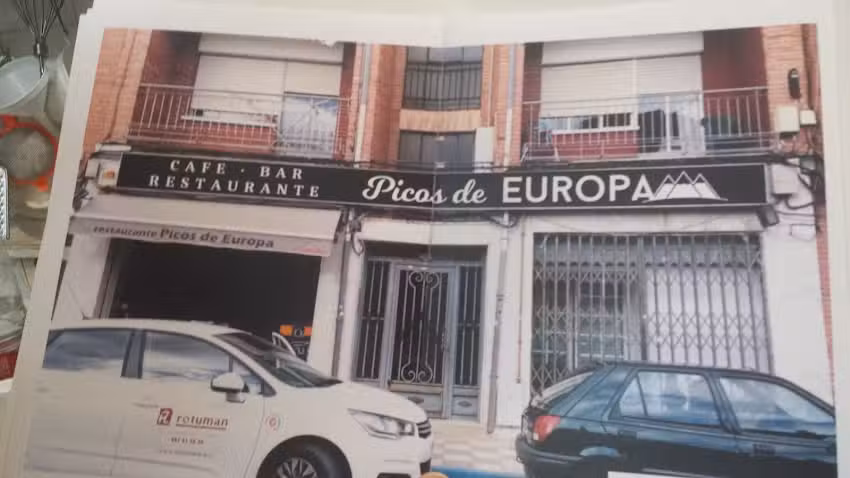 CAFE · BAR
RESTAURANTE
Picos de EUROPA
restaurante Picos de Europa
rotuman